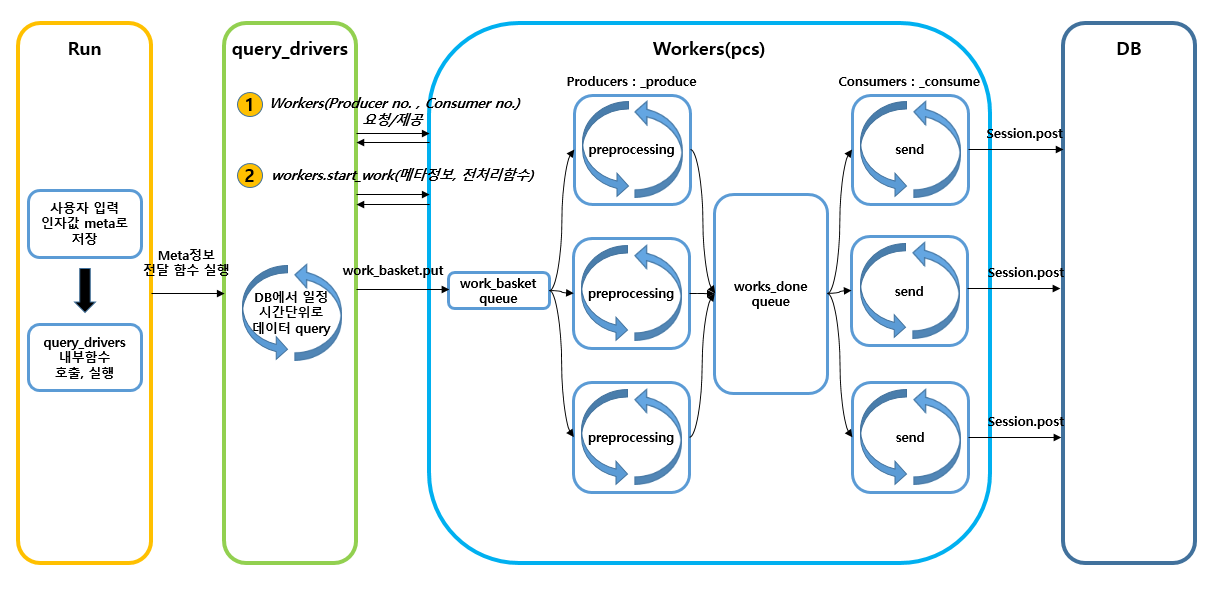 Run
사용자 입력
인자값 meta로
저장
query_drivers
내부함수
호출, 실행
Meta정보
전달 함수 실행
query_drivers
1
Workers(Producer no. , Consumer no.)
요청/제공
2
workers.start_work(메타정보, 전처리함수)
DB에서 일정
시간단위로
데이터 query
work_basket.put
Workers(pcs)
work_basket
queue
Producers : _produce
preprocessing
preprocessing
preprocessing
works_done
queue
Consumers : _consume
send
send
send
Session.post
Session.post
Session.post
DB